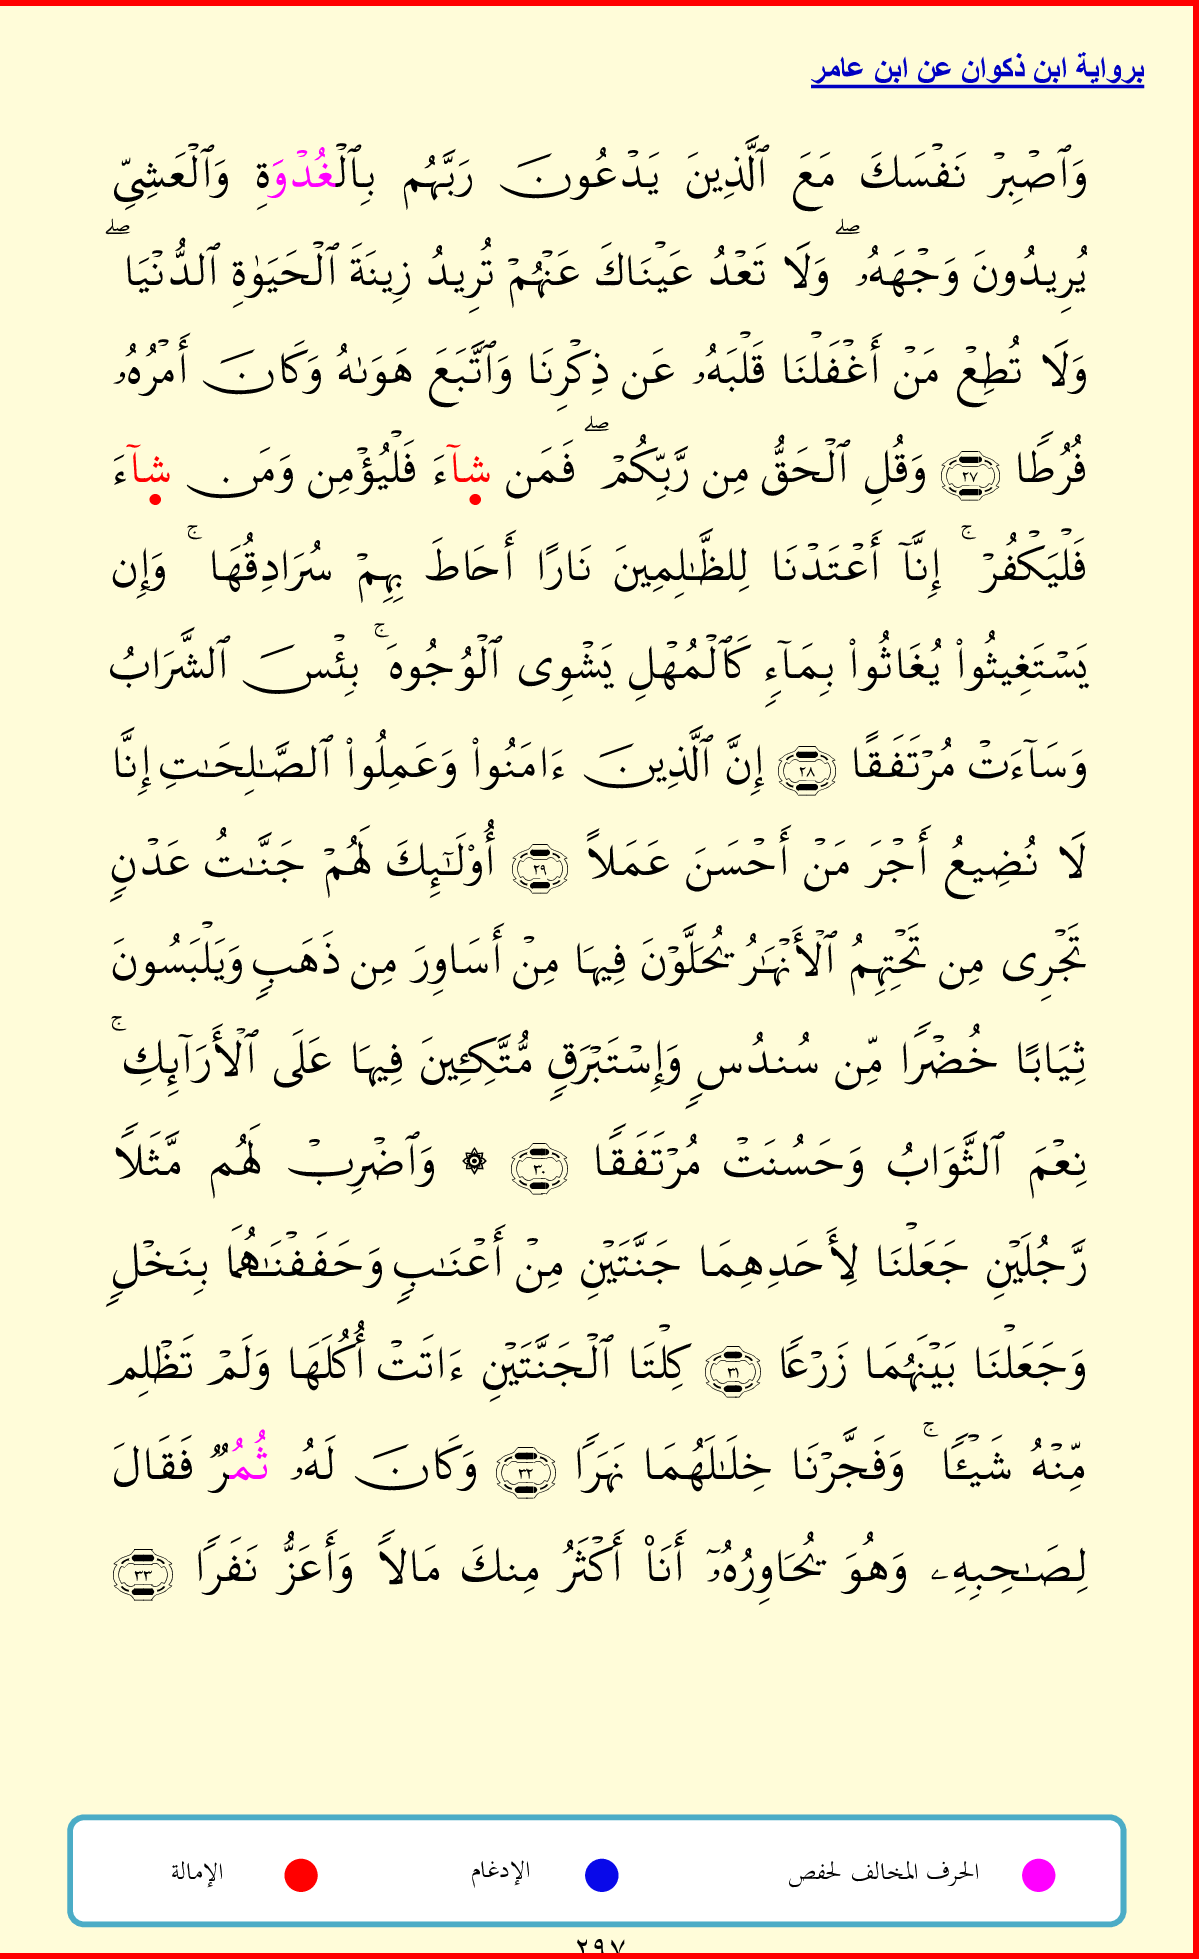 برواية ابن ذكوان عن ابن عامر
وَٱصۡبِرۡ نَفۡسَكَ مَعَ ٱلَّذِينَ يَدۡعُونَ رَبَّهُم بِٱلۡغُدۡوَةِ وَٱلۡعَشِيِّ
يُرِيدُونَ وَجۡهَهُۥۖ وَلَا تَعۡدُ عَيۡنَاكَ عَنۡهُمۡ تُرِيدُ زِينَةَ ٱلۡحَيَوٰةِ ٱلدُّنۡيَاۖ
وَلَا تُطِعۡ مَنۡ أَغۡفَلۡنَا قَلۡبَهُۥ عَن ذِكۡرِنَا وَٱتَّبَعَ هَوَىٰهُ وَكَانَ أَمۡرُهُۥ
فُرُطًا ٢٧ وَقُلِ ٱلۡحَقُّ مِن رَّبِّكُمۡۖ فَمَن شآءَ فَلۡيُؤۡمِن وَمَن شآءَ
فَلۡيَكۡفُرۡۚ إِنَّآ أَعۡتَدۡنَا لِلظَّٰلِمِينَ نَارًا أَحَاطَ بِهِمۡ سُرَادِقُهَاۚ وَإِن
يَسۡتَغِيثُواْ يُغَاثُواْ بِمَآءٖ كَٱلۡمُهۡلِ يَشۡوِى ٱلۡوُجُوهَۚ بِئۡسَ ٱلشَّرَابُ
وَسَآءَتۡ مُرۡتَفَقًا ٢٨ إِنَّ ٱلَّذِينَ ءَامَنُواْ وَعَمِلُواْ ٱلصَّٰلِحَٰتِ إِنَّا
لَا نُضِيعُ أَجۡرَ مَنۡ أَحۡسَنَ عَمَلًا ٢٩ أُوْلَٰٓئِكَ لَهُمۡ جَنَّٰتُ عَدۡنٖ
تَجۡرِى مِن تَحۡتِهِمُ ٱلۡأَنۡهَٰرُ يُحَلَّوۡنَ فِيهَا مِنۡ أَسَاوِرَ مِن ذَهَبٖ وَيَلۡبَسُونَ
ثِيَابًا خُضۡرًا مِّن سُندُسٖ وَإِسۡتَبۡرَقٖ مُّتَّكِـِٔينَ فِيهَا عَلَى ٱلۡأَرَآئِكِۚ
نِعۡمَ ٱلثَّوَابُ وَحَسُنَتۡ مُرۡتَفَقًا ٣٠ ۞ وَٱضۡرِبۡ لَهُم مَّثَلًا
رَّجُلَيۡنِ جَعَلۡنَا لِأَحَدِهِمَا جَنَّتَيۡنِ مِنۡ أَعۡنَٰبٖ وَحَفَفۡنَٰهُمَا بِنَخۡلٖ
وَجَعَلۡنَا بَيۡنَهُمَا زَرۡعًا ٣١ كِلۡتَا ٱلۡجَنَّتَيۡنِ ءَاتَتۡ أُكُلَهَا وَلَمۡ تَظۡلِم
مِّنۡهُ شَيۡـًٔاۚ وَفَجَّرۡنَا خِلَٰلَهُمَا نَهَرًا ٣٢ وَكَانَ لَهُۥ ثُمُرٞ فَقَالَ
لِصَٰحِبِهِۦ وَهُوَ يُحَاوِرُهُۥٓ أَنَا۠ أَكۡثَرُ مِنكَ مَالًا وَأَعَزُّ نَفَرًا ٣٣
الحرف المخالف لحفص الإدغام الإمالة
٢٩٧